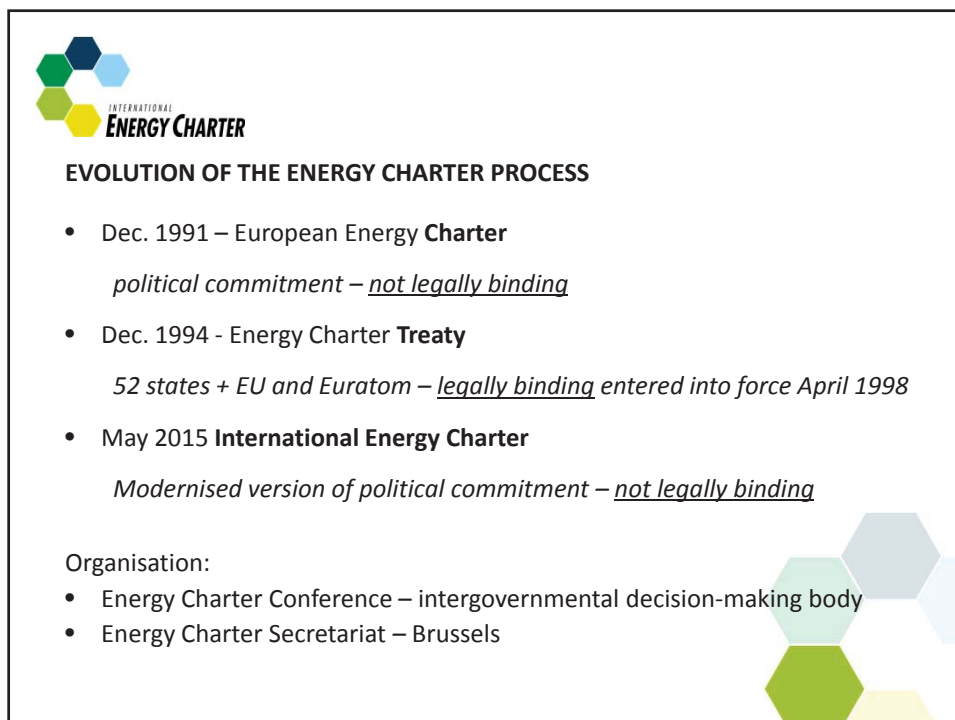 INTERNATIONAL
ENERGY CHARTER
EVOLUTION OF THE ENERGY CHARTER PROCESS
• Dec. 1991 – European Energy Charter
political commitment – not legally binding
• Dec. 1994 - Energy Charter Treaty
52 states + EU and Euratom – legally binding entered into force April 1998
• May 2015 International Energy Charter
Modernised version of political commitment – not legally binding
Organisation:
• Energy Charter Conference – intergovernmental decision-making body
• Energy Charter Secretariat – Brussels